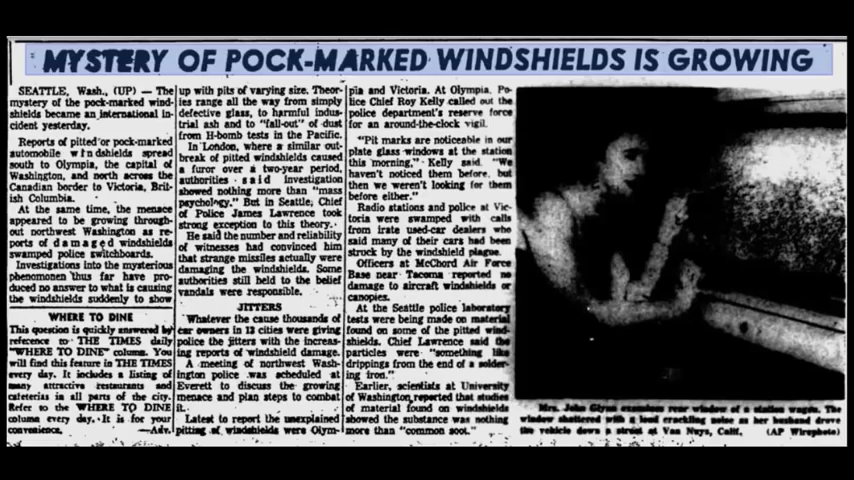 MYSTERY OF POCK-MARKED WINDSHIELDS IS GROWING
SEATTLE, Wash., (UP) — The
mystery of the pock-marked wind-
shields became an international in-
cident yesterday.
Reports of pitted or pock-marked
automobile windshields spread
south to Olympia, the capital of
Washington, and north across the
Canadian border to Victoria, Brit-
ish Columbia.
At the same time, the menace
appeared to be growing through-
out northwest Washington as re-
ports of damaged windshields
swamped police switchboards.
Investigations into the mysterious
phenomenon thus far have pro-
duced no answer to what is causing
the windshields suddenly to show
WHERE TO DINE
This question is quickly answered by
reference to THE TIMES daily
"WHERE TO DINE" column. You
will find this feature in THE TIMES
every day. It includes a listing of
many attractive restaurants and
cafeterias in all parts of the city.
Refer to the WHERE TO DINE
column every day. It is for your
convenience. —Adv.
up with pits of varying size. Theor-
ies range all the way from simply
defective glass, to harmful indus-
trial ash and to "fall-out" of dust
from H-bomb tests in the Pacific.
In London, where a similar out-
break of pitted windshields caused
a furor over a two-year period,
authorities said investigation
showed nothing more than "mass
psychology." But in Seattle, Chief
of Police James Lawrence took
strong exception to this theory.
He said the number and reliability
of witnesses had convinced him
that strange missiles actually were
damaging the windshields. Some
authorities still held to the belief
vandals were responsible.
JITTERS
Whatever the cause thousands of
car owners in 13 cities were giving
police the jitters with the increas-
ing reports of windshield damage.
A meeting of northwest Wash-
ington police was scheduled at
Everett to discuss the growing
menace and plan steps to combat
it.
Latest to report the unexplained
pitting of windshields were Olym-
pia and Victoria. At Olympia, Po-
lice Chief Roy Kelly called out the
police department's reserve force
for an around-the-clock vigil.
"Pit marks are noticeable in our
plate glass windows at the station
this morning," Kelly said. "We
haven't noticed them before, but
then we weren't looking for them
before either."
Radio stations and police at Vic-
toria were swamped with calls
from irate used-car dealers who
said many of their cars had been
struck by the windshield plague.
Officers at McChord Air Force
Base near Tacoma reported no
damage to aircraft windshields or
canopies.
At the Seattle police laboratory
tests were being made on material
found on some of the pitted wind-
shields. Chief Lawrence said the
particles were "something like
drippings from the end of a solder-
ing iron."
Earlier, scientists at University
of Washington reported that studies
of material found on windshields
showed the substance was nothing
more than "common soot."
Mrs. John Glynn examines rear window of a station wagon. The
window shattered with a loud crackling noise as her husband drove
the vehicle down a street at Van Nuys, Calif. (AP Wirephoto)